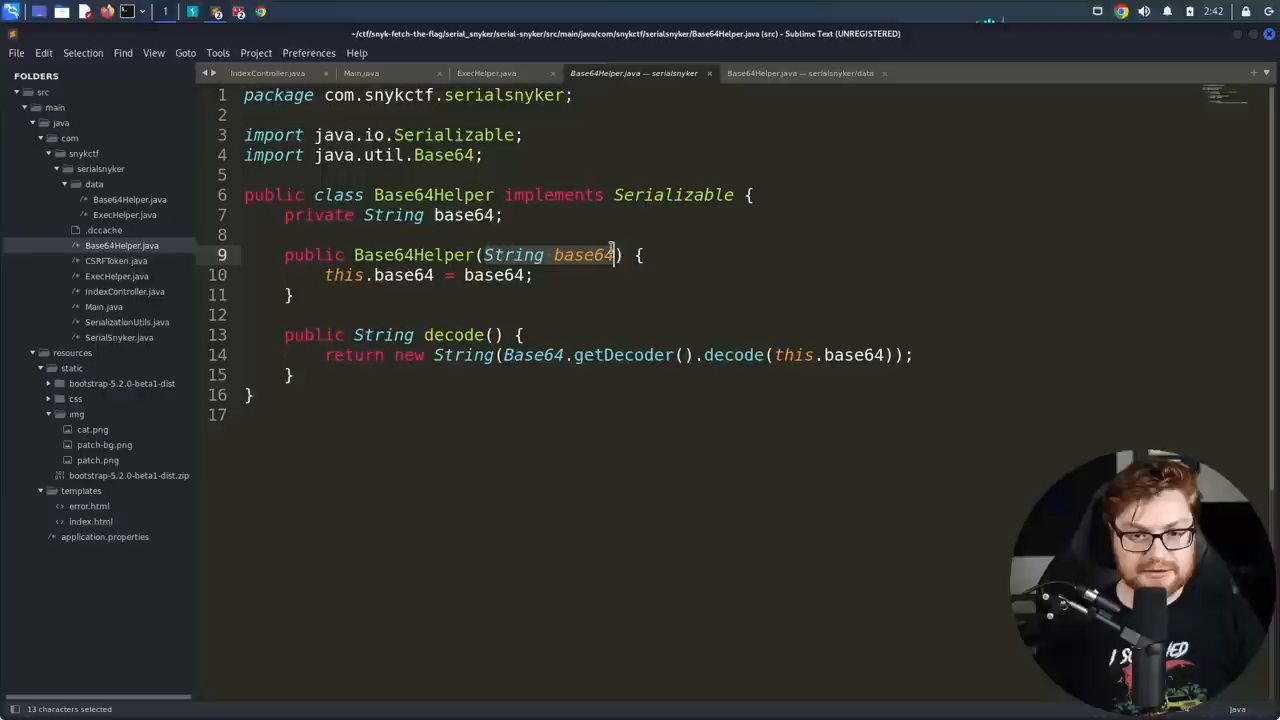 2:42
~/ctf/snyk-fetch-the-flag/serial_snyker/serial-snyker/src/main/java/com/snykctf/serialsnyker/Base64Helper.java (src) - Sublime Text (UNREGISTERED)
File Edit Selection Find View Goto Tools Project Preferences Help
FOLDERS
src
main
java
com
snykctf
serialsnyker
data
Base64Helper.java
ExecHelper.java
.dccache
Base64Helper.java
CSRFToken.java
ExecHelper.java
IndexController.java
Main.java
SerializationUtils.java
SerialSnyker.java
resources
static
bootstrap-5.2.0-beta1-dist
css
img
cat.png
patch-bg.png
patch.png
bootstrap-5.2.0-beta1-dist.zip
templates
error.html
index.html
application.properties
IndexController.java Main.java ExecHelper.java Base64Helper.java — serialsnyker Base64Helper.java — serialsnyker/data
1 package com.snykctf.serialsnyker;
2
3 import java.io.Serializable;
4 import java.util.Base64;
5
6 public class Base64Helper implements Serializable {
7 private String base64;
8
9 public Base64Helper(String base64) {
10 this.base64 = base64;
11 }
12
13 public String decode() {
14 return new String(Base64.getDecoder().decode(this.base64));
15 }
16 }
17
13 characters selected
Java